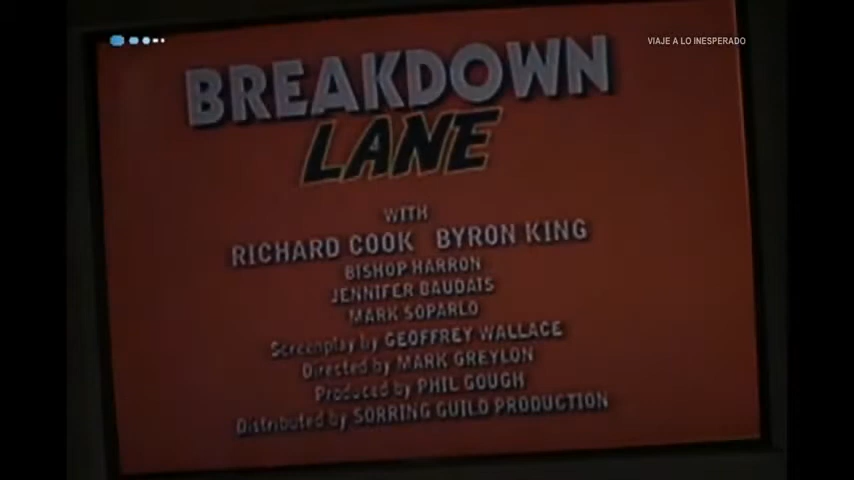 VIAJE A LO INESPERADO
BREAKDOWN
LANE
WITH
RICHARD COOK BYRON KING
BISHOP HARRON
JENNIFER BAUDAIS
MARK SOPARLO
Screenplay by GEOFFREY WALLACE
Directed by MARK GREYLON
Produced by PHIL GOUGH
Distributed by SORRING GUILD PRODUCTION